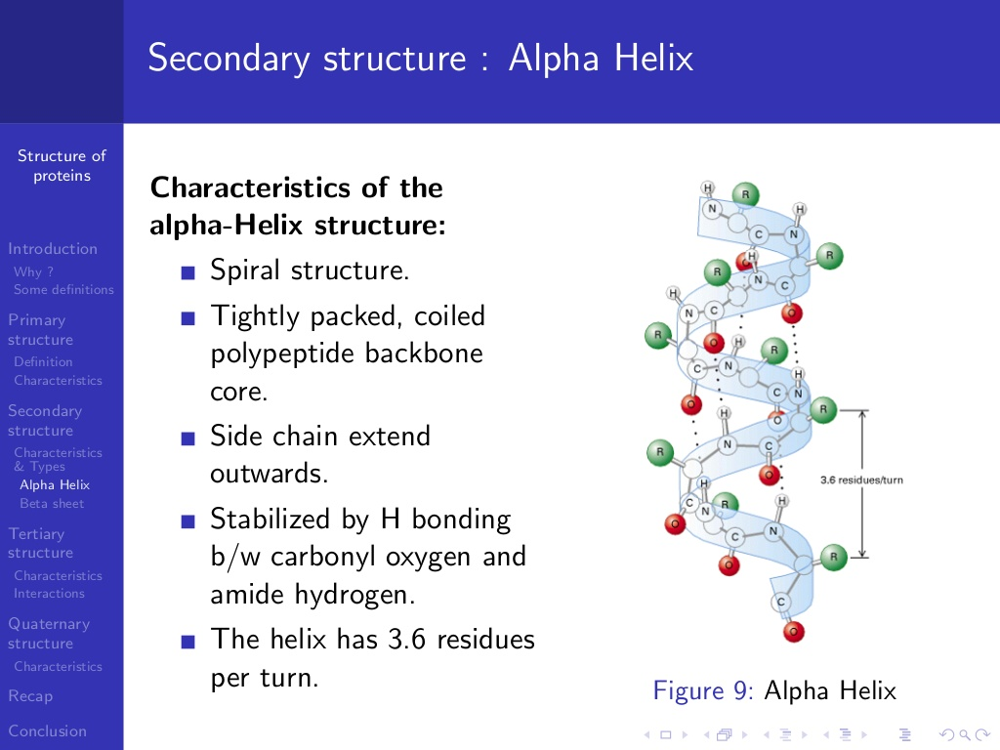 Secondary structure : Alpha Helix
Structure of
proteins
Introduction
Why ?
Some definitions
Primary
structure
Definition
Characteristics
Secondary
structure
Characteristics
& Types
Alpha Helix
Beta sheet
Tertiary
structure
Characteristics
Interactions
Quaternary
structure
Characteristics
Recap
Conclusion
Characteristics of the
alpha-Helix structure:
Spiral structure.
Tightly packed, coiled
polypeptide backbone
core.
Side chain extend
outwards.
Stabilized by H bonding
b/w carbonyl oxygen and
amide hydrogen.
The helix has 3.6 residues
per turn.
H
R
N
H
C
N
H
R
O
R
N
C
H
N
C
O
R
O
H
R
C
N
H
C
N
O
R
H
O
N
C
R
O
3.6 residues/turn
H
C
N
R
H
O
C
N
O
R
C
O
Figure 9: Alpha Helix